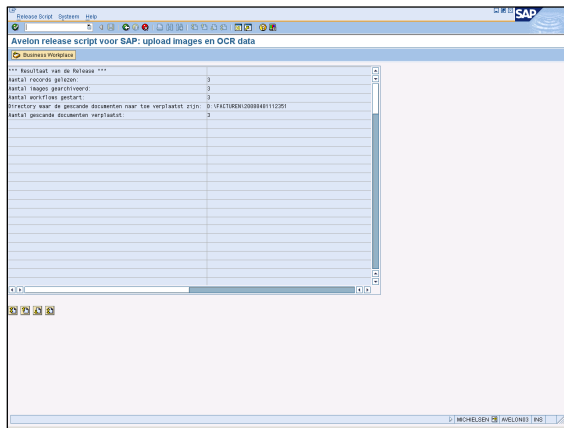 Release Script Systeem Help
SAP
Avelon release script voor SAP: upload images en OCR data
Business Workplace
*** Resultaat van de Release ***
Aantal records gelezen: 3
Aantal images gearchiveerd: 3
Aantal workflows gestart: 3
Directory waar de gescande documenten naar toe verplaatst zijn: D:\FACTUREN\20080401112351
Aantal gescande documenten verplaatst: 3
MICHIELSEN AVELON03 INS